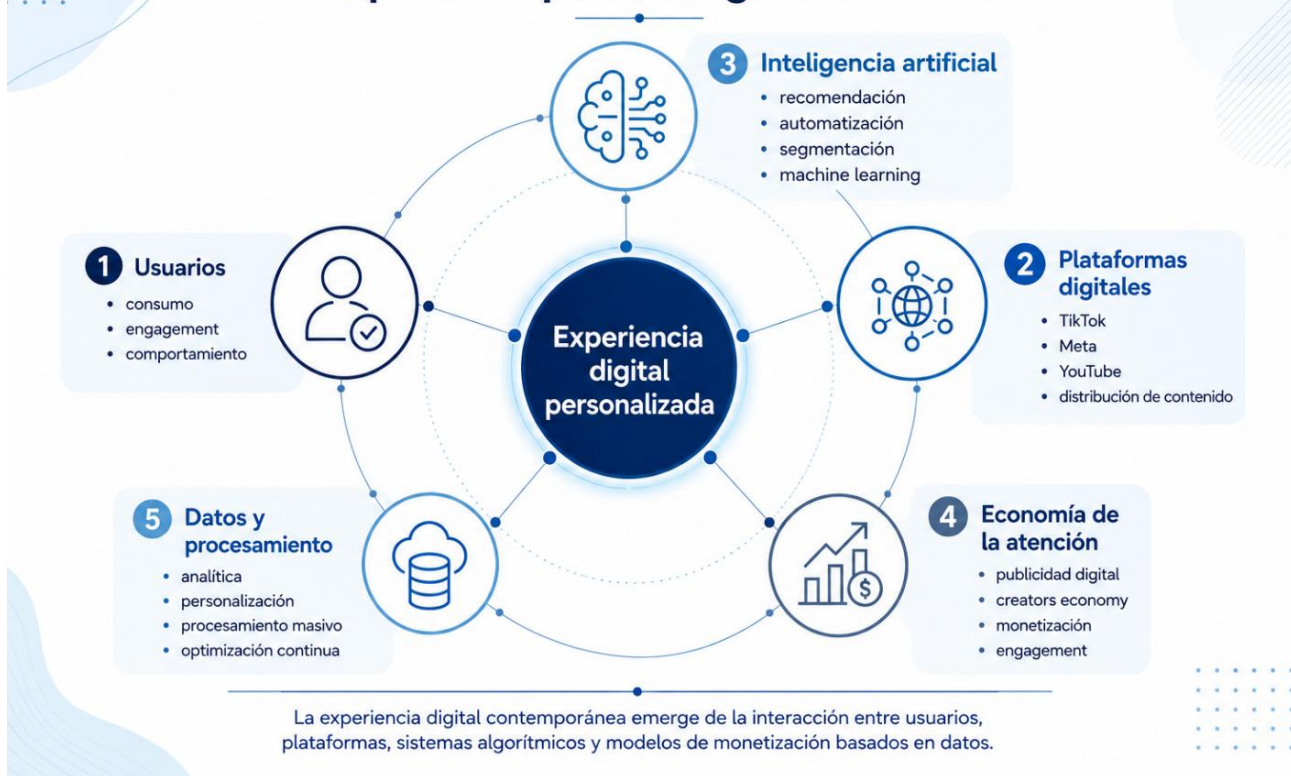 3 Inteligencia artificial
• recomendación
• automatización
• segmentación
• machine learning
1 Usuarios
• consumo
• engagement
• comportamiento
2 Plataformas
digitales
• TikTok
• Meta
• YouTube
• distribución de contenido
Experiencia
digital
personalizada
5 Datos y
procesamiento
• analítica
• personalización
• procesamiento masivo
• optimización continua
4 Economía de
la atención
• publicidad digital
• creators economy
• monetización
• engagement
$
La experiencia digital contemporánea emerge de la interacción entre usuarios,
plataformas, sistemas algorítmicos y modelos de monetización basados en datos.